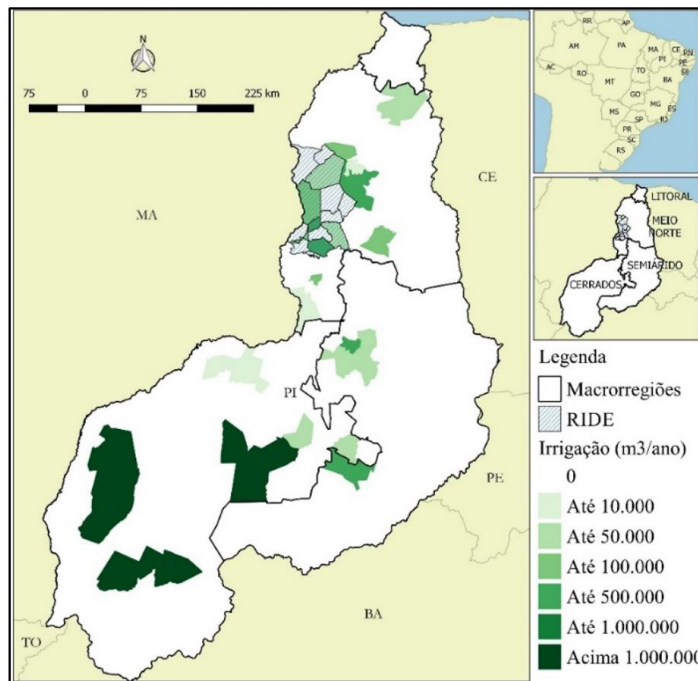 N
75 0 75 150 225 km
MA
CE
PI
PE
BA
TO
RR
AP
AM
PA
MA
CE
RN
PI
PE
AC
RO
TO
BA
MT
GO
MG
ES
MS
SP
RJ
PR
SC
RS
LITORAL
MEIO
NORTE
SEMIÁRIDO
CERRADOS
Legenda
Macrorregiões
RIDE
Irrigação (m3/ano)
0
Até 10.000
Até 50.000
Até 100.000
Até 500.000
Até 1.000.000
Acima 1.000.000